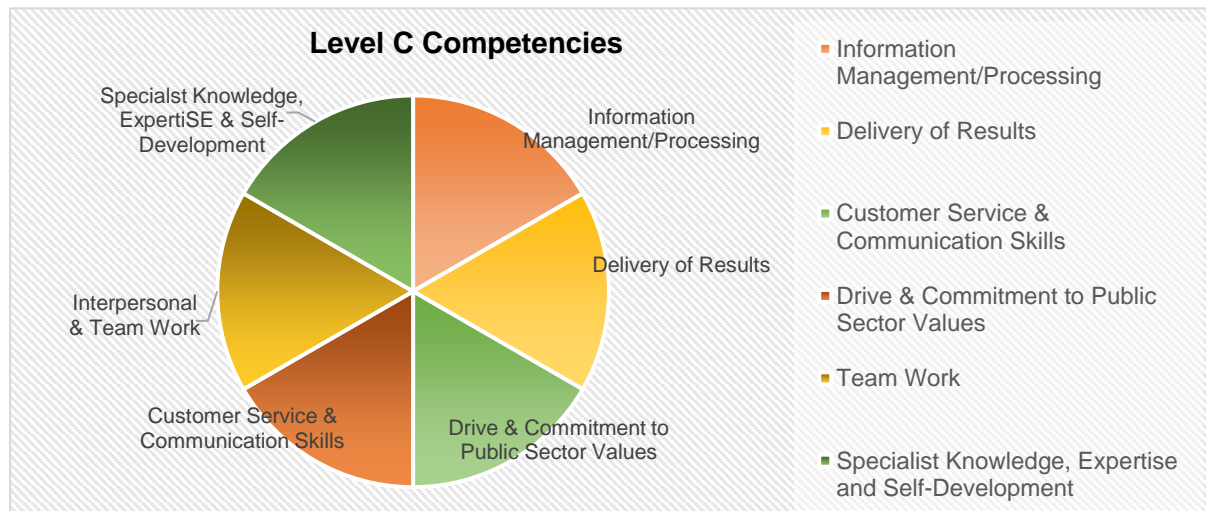 Level C Competencies
Specialst Knowledge,
ExpertiSE & Self-
Development
Information
Management/Processing
Delivery of Results
Interpersonal
& Team Work
Customer Service &
Communication Skills
Drive & Commitment to
Public Sector Values
Information
Management/Processing
Delivery of Results
Customer Service &
Communication Skills
Drive & Commitment to Public
Sector Values
Team Work
Specialist Knowledge, Expertise
and Self-Development